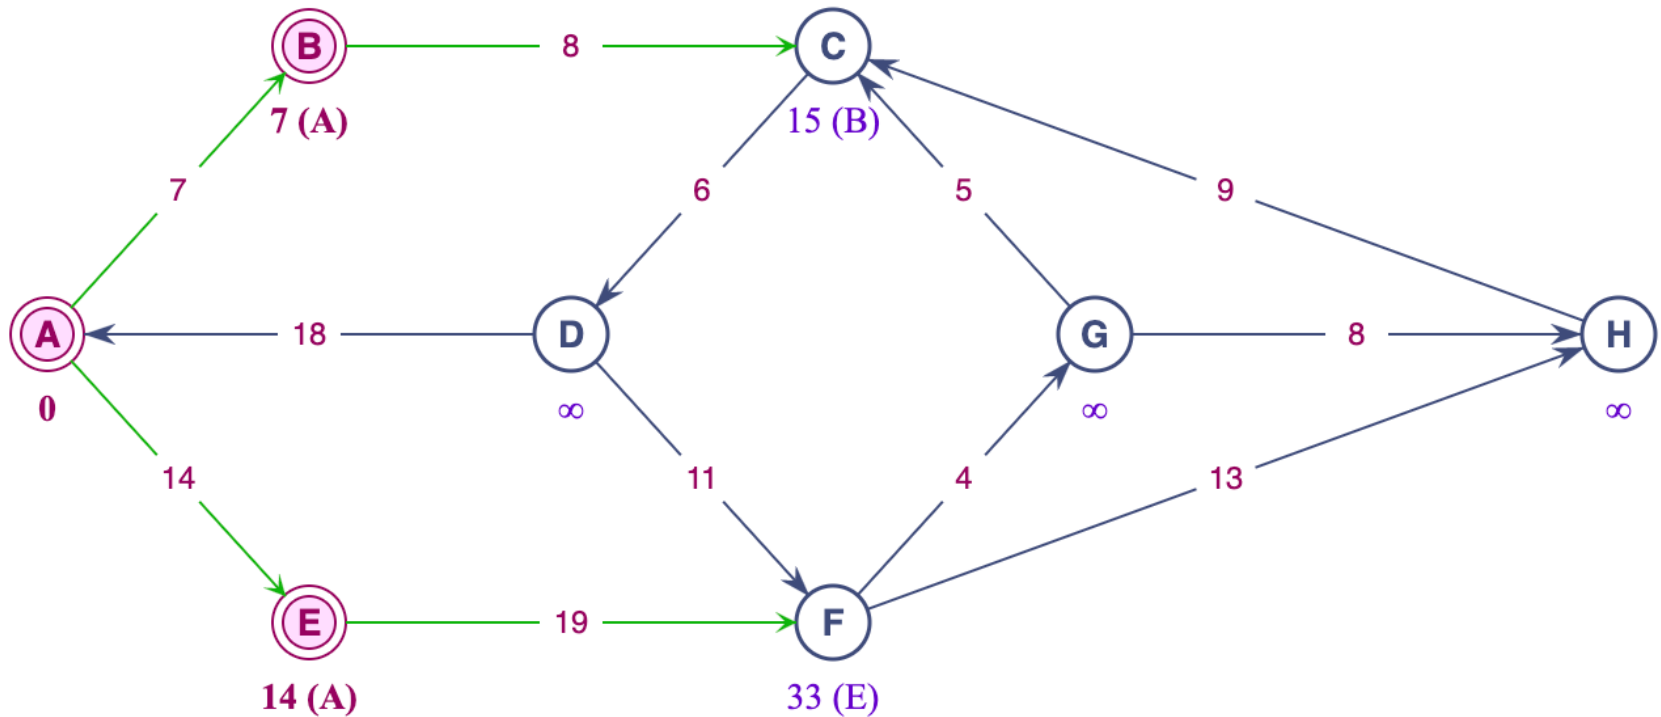 B 8 C
7 (A) 15 (B)
7 6 5 9
A 18 D G 8 H
0 ∞ ∞ ∞
14 11 4 13
E 19 F
14 (A) 33 (E)